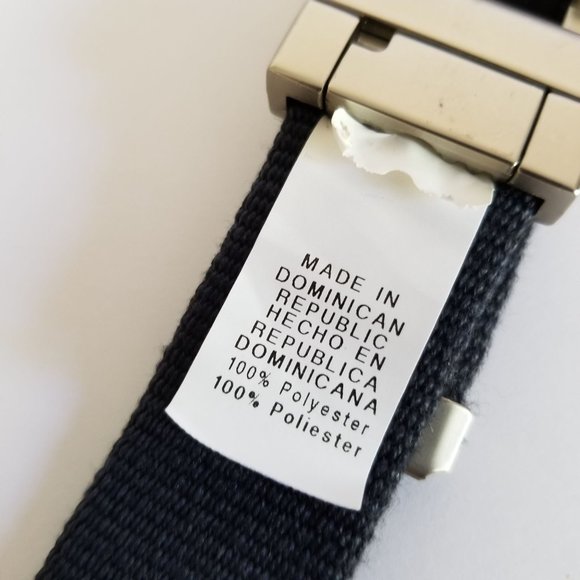 MADE IN
DOMINICAN
REPUBLIC
HECHO EN
REPUBLICA
DOMINICANA
100% Polyester
100% Poliester